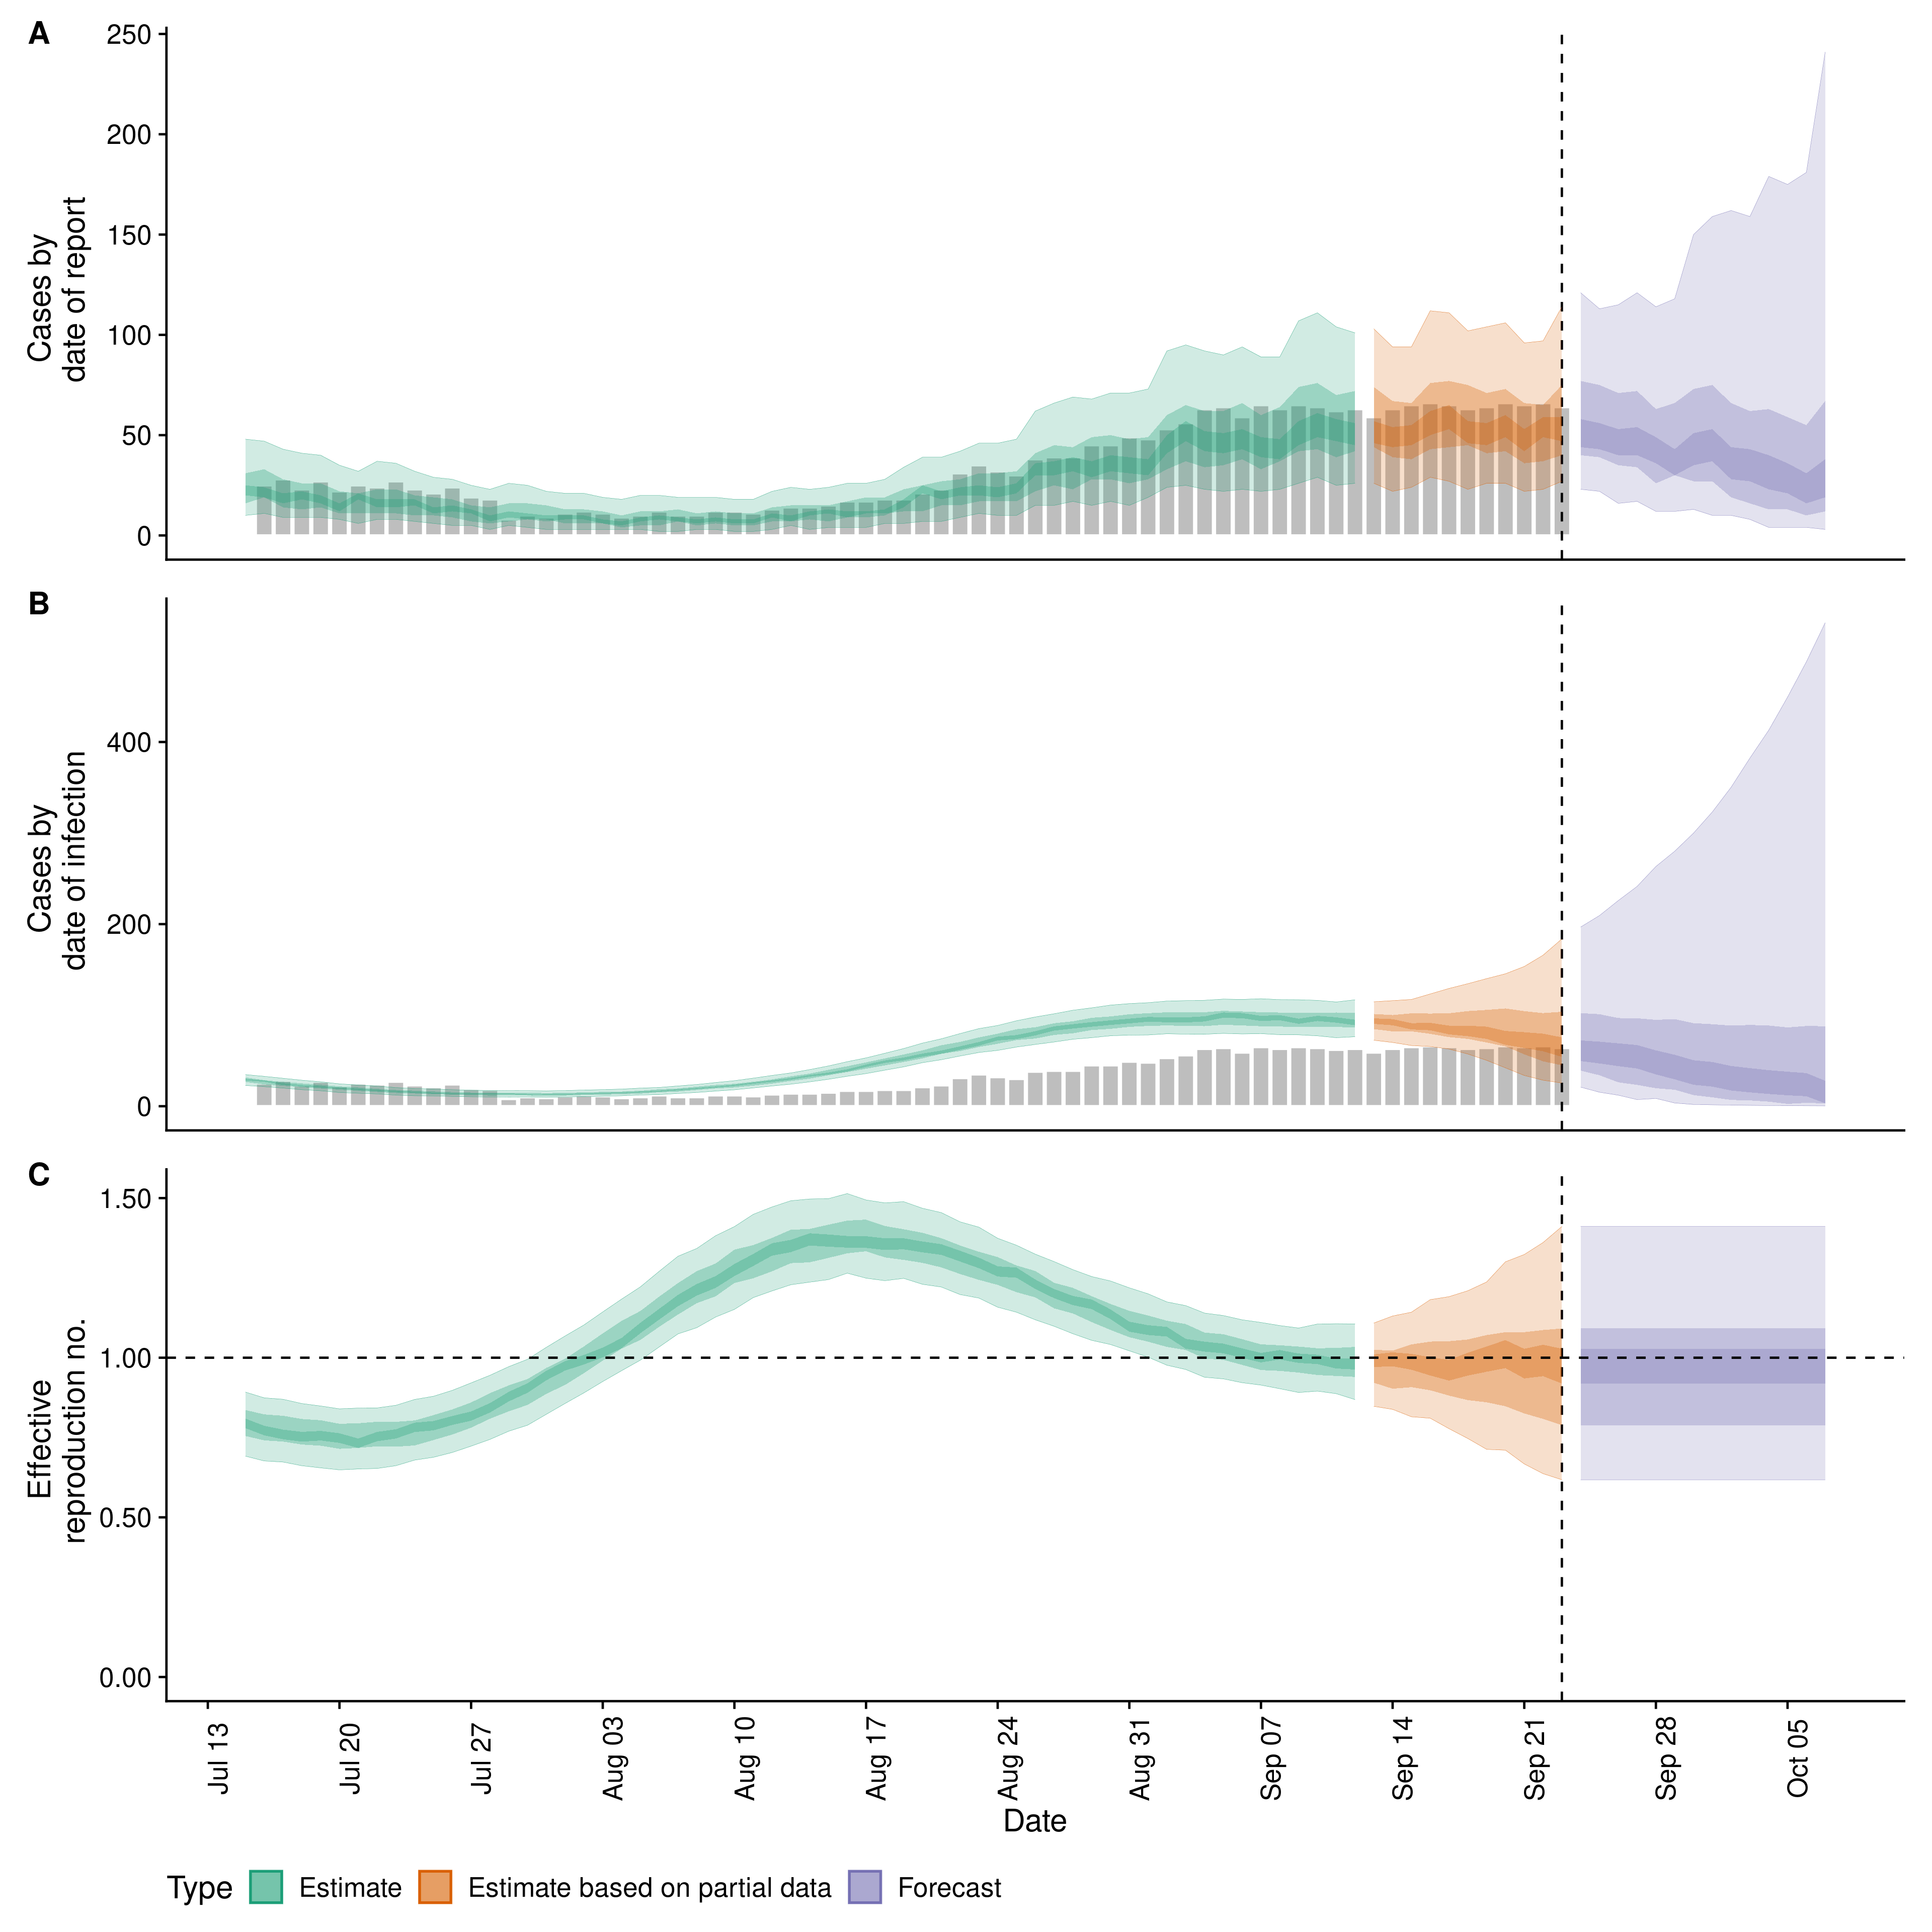 A
250
200
150
100
50
0
Cases by
date of report
B
400
200
0
Cases by
date of infection
C
1.50
1.00
0.50
0.00
Effective
reproduction no.
Jul 13
Jul 20
Jul 27
Aug 03
Aug 10
Aug 17
Aug 24
Aug 31
Sep 07
Sep 14
Sep 21
Sep 28
Oct 05
Date
Type Estimate Estimate based on partial data Forecast